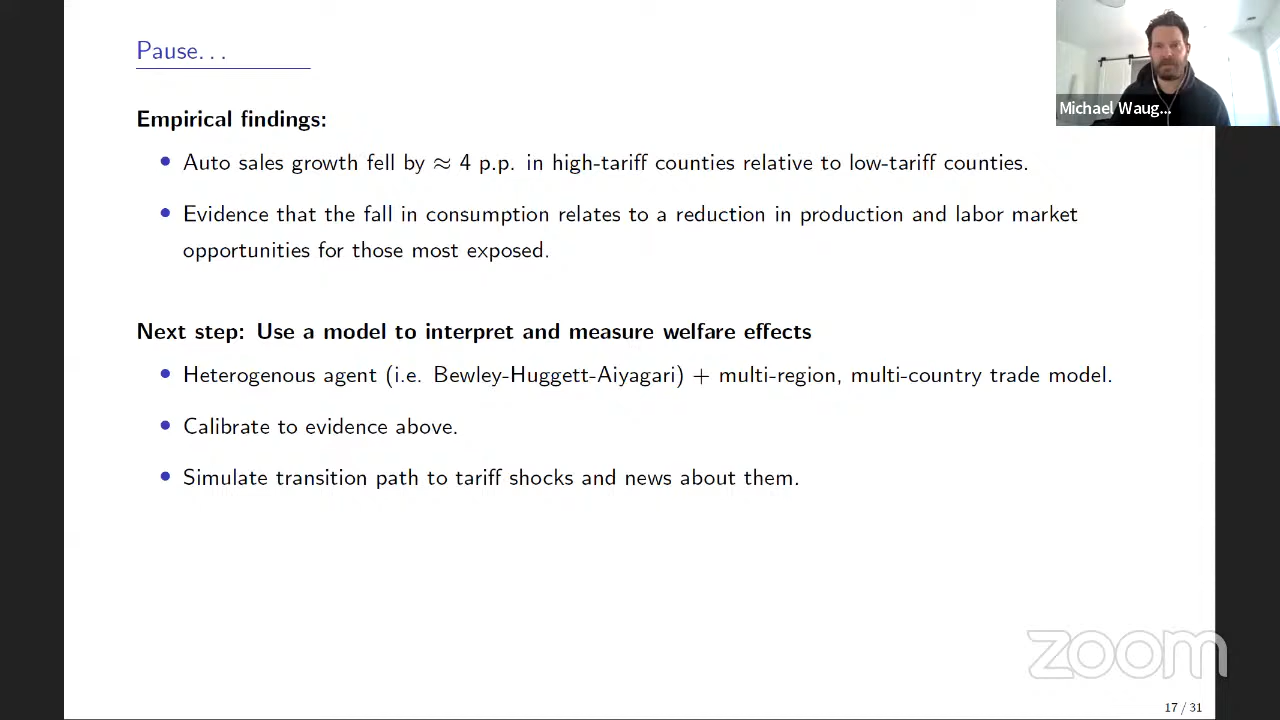 Pause...
Michael Waug...
Empirical findings:
• Auto sales growth fell by ≈ 4 p.p. in high-tariff counties relative to low-tariff counties.
• Evidence that the fall in consumption relates to a reduction in production and labor market
opportunities for those most exposed.
Next step: Use a model to interpret and measure welfare effects
• Heterogenous agent (i.e. Bewley-Huggett-Aiyagari) + multi-region, multi-country trade model.
• Calibrate to evidence above.
• Simulate transition path to tariff shocks and news about them.
zoom
17 / 31